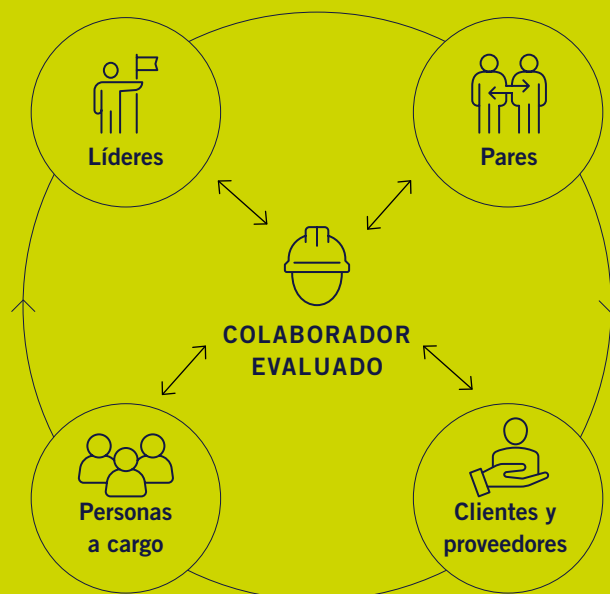 Líderes
Pares
COLABORADOR
EVALUADO
Personas
a cargo
Clientes y
proveedores